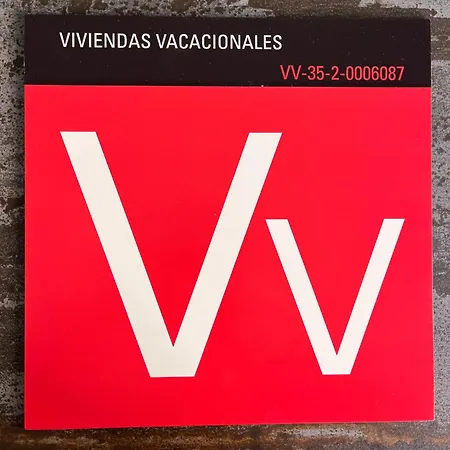 VIVIENDAS VACACIONALES
VV-35-2-0006087
Vv